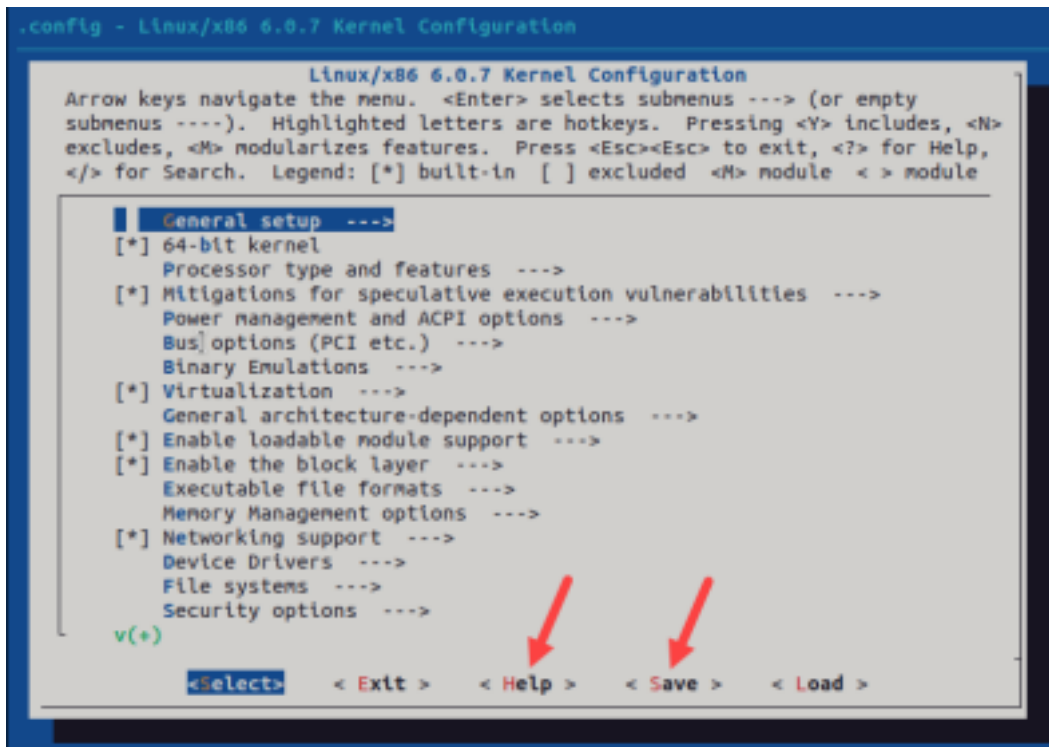 .config - Linux/x86 6.0.7 Kernel Configuration
Linux/x86 6.0.7 Kernel Configuration
Arrow keys navigate the menu.  <Enter> selects submenus ---> (or empty
submenus ----).  Highlighted letters are hotkeys.  Pressing <Y> includes, <N>
excludes, <M> modularizes features.  Press <Esc><Esc> to exit, <?> for Help,
</> for Search.  Legend: [*] built-in  [ ] excluded  <M> module  < > module
General setup  --->
[*] 64-bit kernel
Processor type and features  --->
[*] Mitigations for speculative execution vulnerabilities  --->
Power management and ACPI options  --->
Bus options (PCI etc.)  --->
Binary Emulations  --->
[*] Virtualization  --->
General architecture-dependent options  --->
[*] Enable loadable module support  --->
[*] Enable the block layer  --->
Executable file formats  --->
Memory Management options  --->
[*] Networking support  --->
Device Drivers  --->
File systems  --->
Security options  --->
v(+)
<Select>    < Exit >    < Help >    < Save >    < Load >